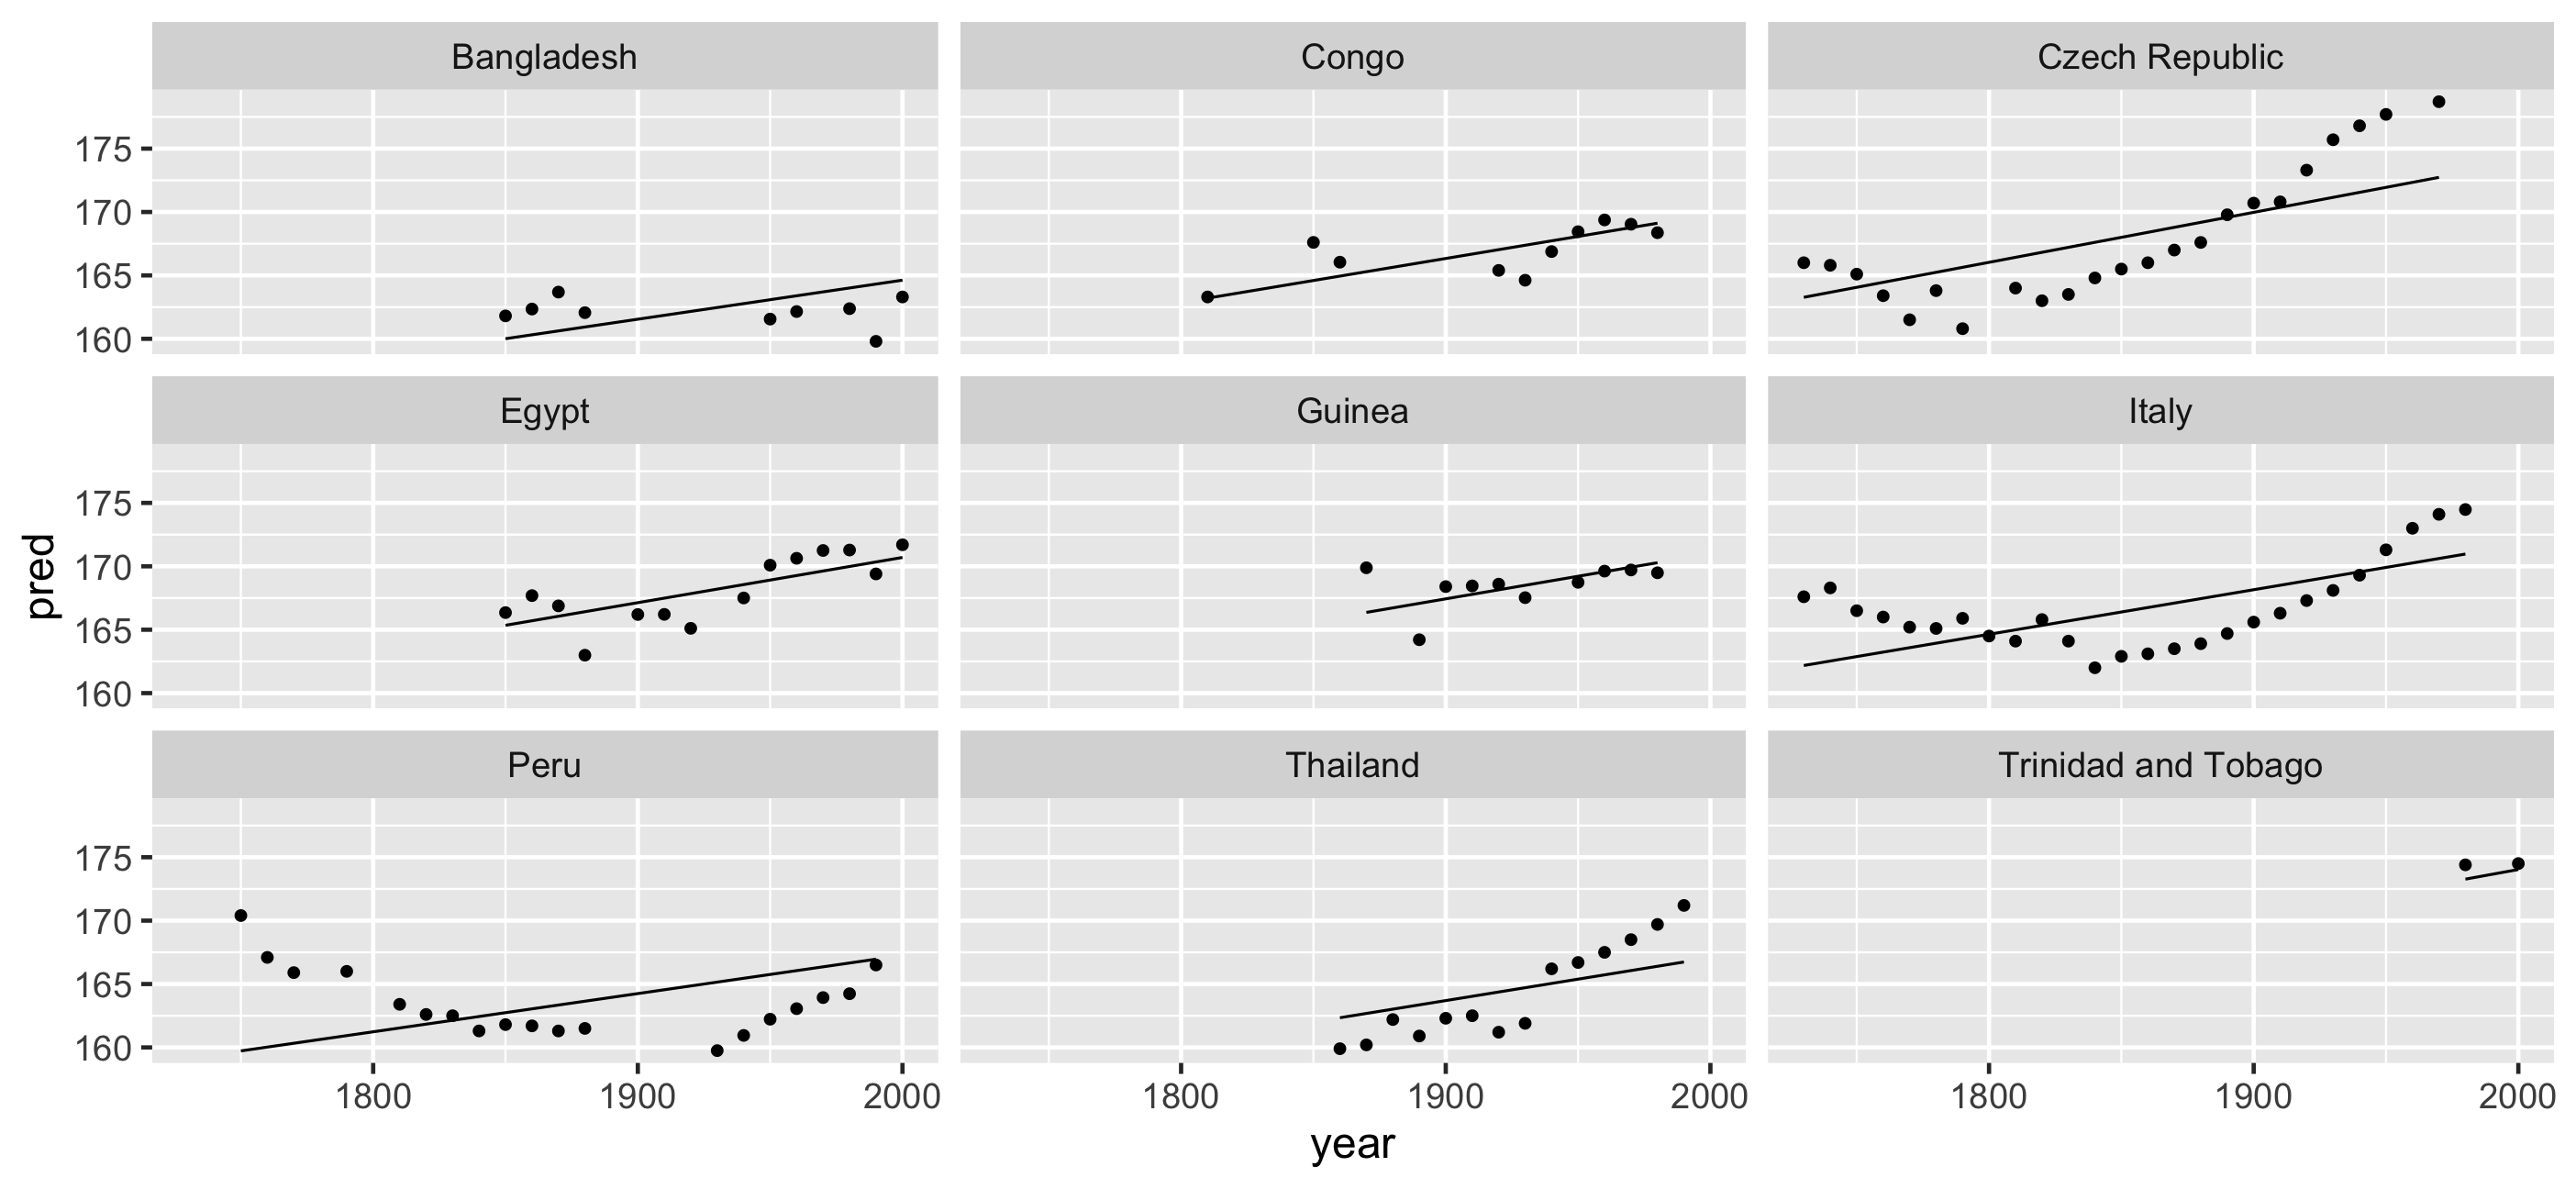 Bangladesh
Congo
Czech Republic
175
170
165
160
Egypt
Guinea
Italy
pred
175
170
165
160
Peru
Thailand
Trinidad and Tobago
175
170
165
160
1800 1900 2000
1800 1900 2000
1800 1900 2000
year